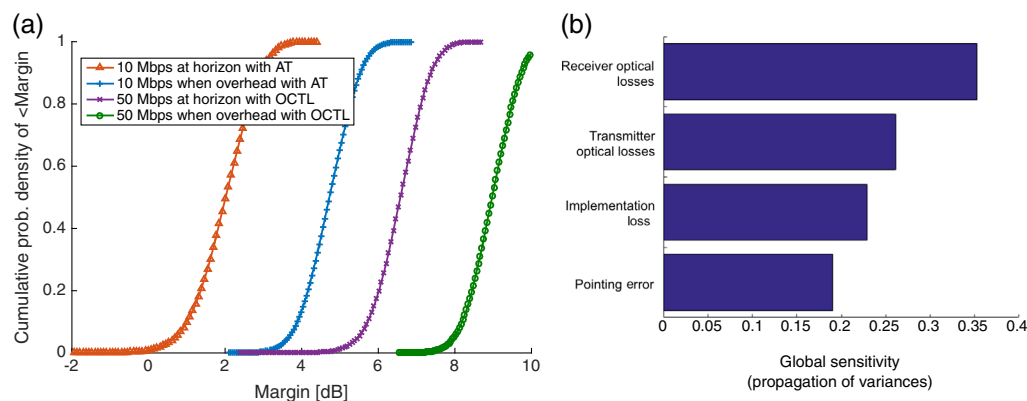 (a)
Cumulative prob. density of <Margin
1
0.8
0.6
0.4
0.2
0
10 Mbps at horizon with AT
10 Mbps when overhead with AT
50 Mbps at horizon with OCTL
50 Mbps when overhead with OCTL
-2 0 2 4 6 8 10
Margin [dB]
(b)
Receiver optical
losses
Transmitter
optical losses
Implementation
loss
Pointing error
0 0.05 0.1 0.15 0.2 0.25 0.3 0.35 0.4
Global sensitivity
(propagation of variances)